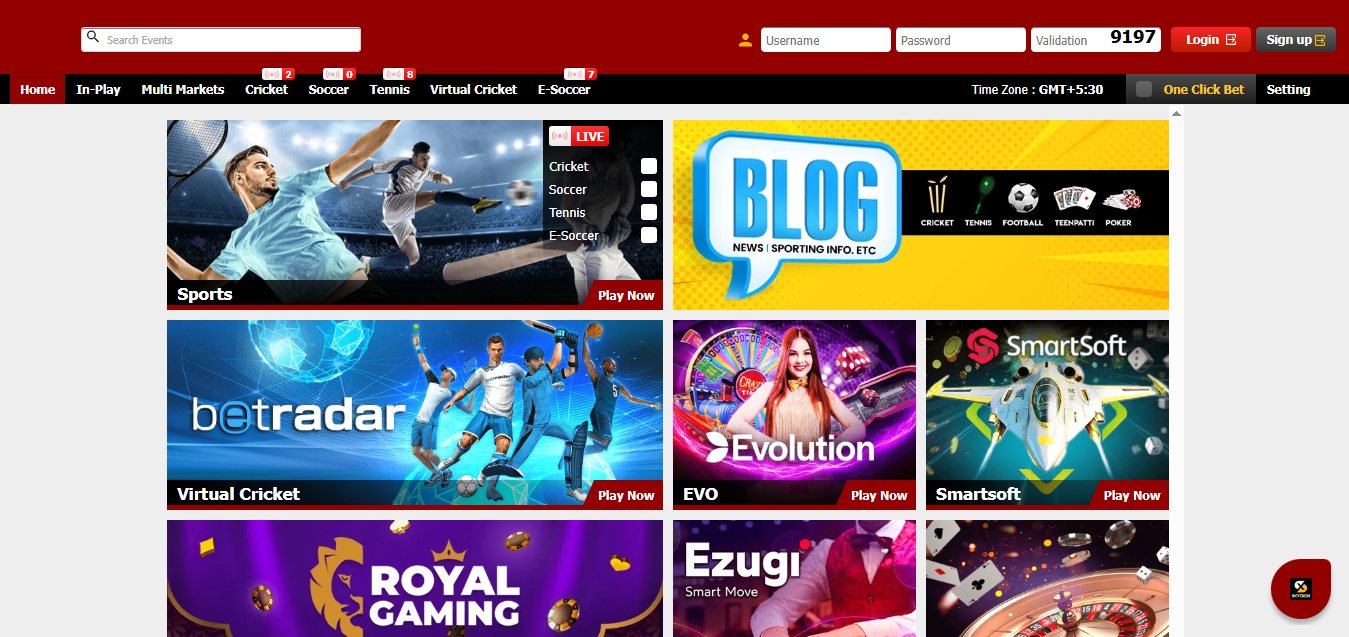 Search Events
Username
Password
Validation 9197
Login
Sign up
2 0 8 7
Home In-Play Multi Markets Cricket Soccer Tennis Virtual Cricket E-Soccer
Time Zone : GMT+5:30
One Click Bet
Setting
LIVE
Cricket
Soccer
Tennis
E-Soccer
Sports
Play Now
BLOG
NEWS | SPORTING INFO. ETC
CRICKET TENNIS FOOTBALL TEENPATTI POKER
betradar
Virtual Cricket
Play Now
CRAZY
TIME
Evolution
EVO
Play Now
SmartSoft
Smartsoft
Play Now
ROYAL
GAMING
Ezugi
Smart Move